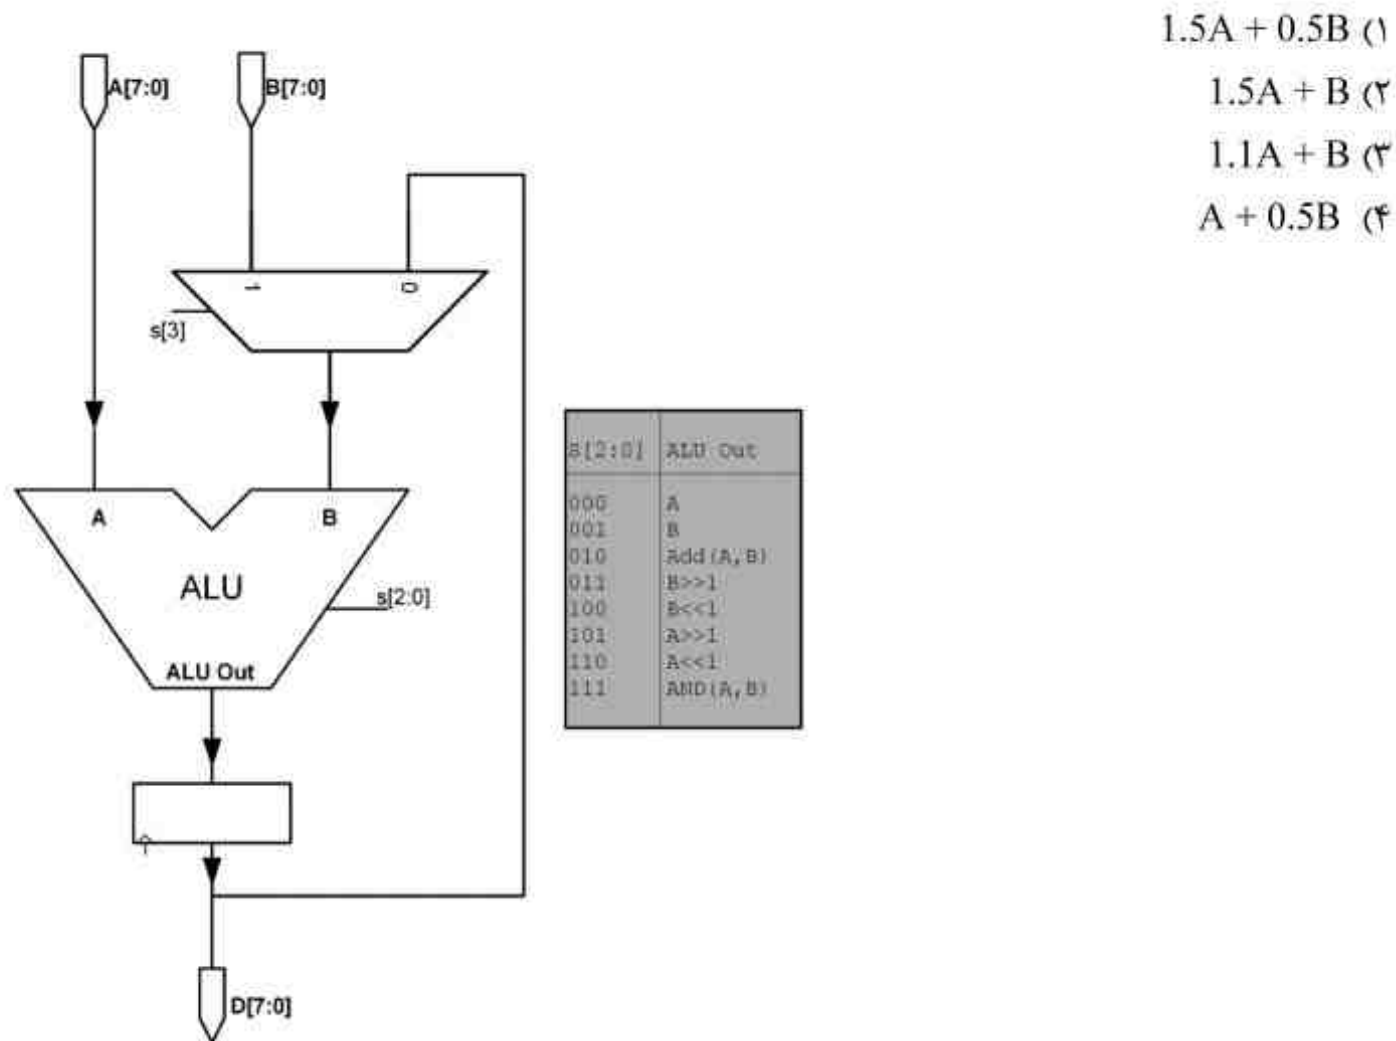 1.5A + 0.5B (۱
1.5A + B (۲
1.1A + B (۳
A + 0.5B (۴
A[7:0]
B[7:0]
1
0
s[3]
A
B
ALU
s[2:0]
ALU Out
D[7:0]
S[2:0] ALU Out
000 A
001 B
010 Add(A,B)
011 B>>1
100 B<<1
101 A>>1
110 A<<1
111 AND(A,B)